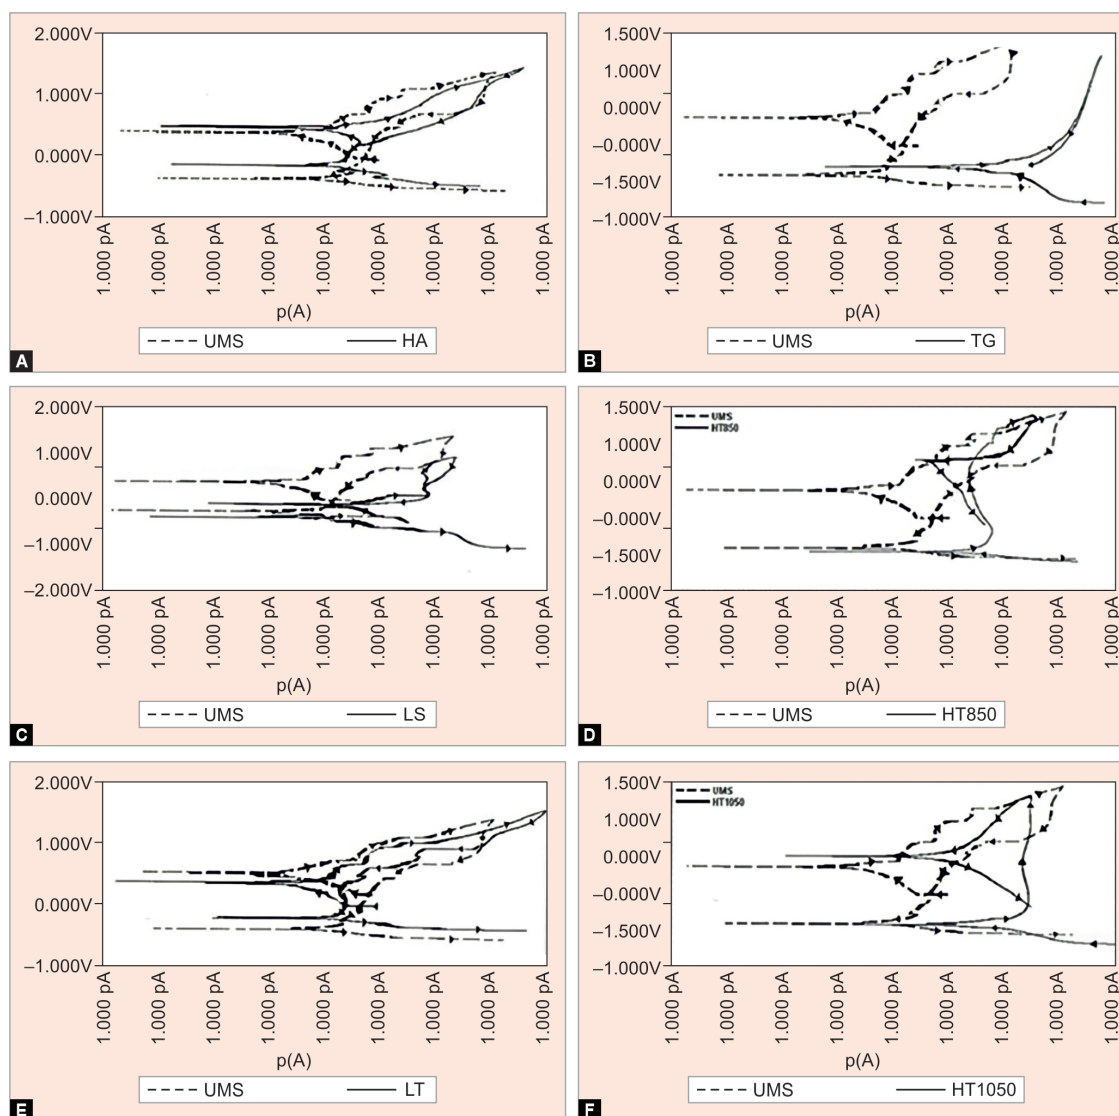 2.000V
1.000V
0.000V
–1.000V
1.000 pA
1.000 pA
1.000 pA
1.000 pA
1.000 pA
1.000 pA
1.000 pA
1.000 pA
1.000 pA
p(A)
UMS HA
A
1.500V
1.000V
0.000V
–0.000V
–1.500V
–1.000V
1.000 pA
1.000 pA
1.000 pA
1.000 pA
1.000 pA
1.000 pA
1.000 pA
1.000 pA
1.000 pA
p(A)
UMS TG
B
2.000V
1.000V
0.000V
–1.000V
–2.000V
1.000 pA
1.000 pA
1.000 pA
1.000 pA
1.000 pA
1.000 pA
1.000 pA
1.000 pA
1.000 pA
p(A)
UMS LS
C
1.500V
1.000V
0.000V
–0.000V
–1.500V
–1.000V
UMS
HT850
1.000 pA
1.000 pA
1.000 pA
1.000 pA
1.000 pA
1.000 pA
1.000 pA
1.000 pA
1.000 pA
p(A)
UMS HT850
D
2.000V
1.000V
0.000V
–1.000V
1.000 pA
1.000 pA
1.000 pA
1.000 pA
1.000 pA
1.000 pA
1.000 pA
1.000 pA
1.000 pA
p(A)
UMS LT
E
1.500V
1.000V
0.000V
–0.000V
–1.500V
–1.000V
UMS
HT1050
1.000 pA
1.000 pA
1.000 pA
1.000 pA
1.000 pA
1.000 pA
1.000 pA
1.000 pA
1.000 pA
p(A)
UMS HT1050
F